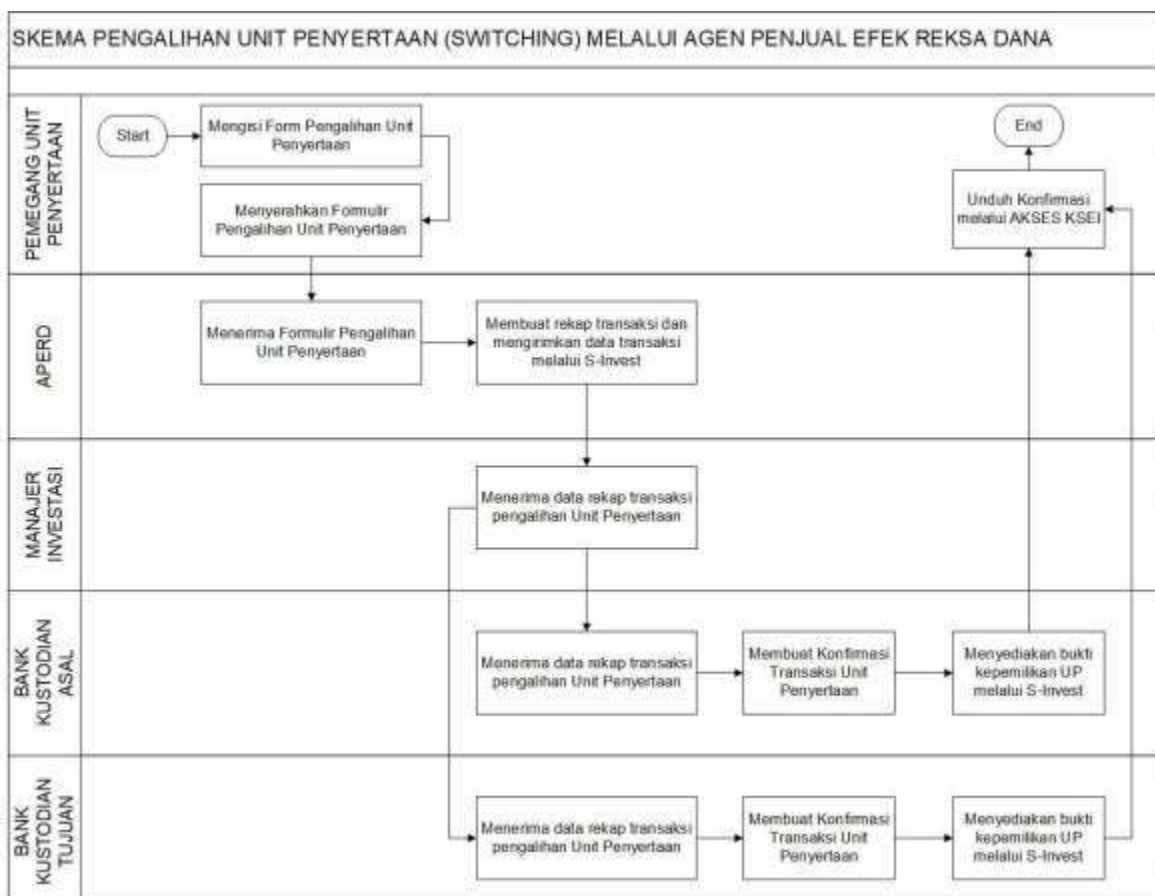 SKEMA PENGALIHAN UNIT PENYERTAAN (SWITCHING) MELALUI AGEN PENJUAL EFEK REKSA DANA
PEMEGANG UNIT
PENYERTAAN
Start
Mengisi Form Pengalihan Unit
Penyertaan
Menyerahkan Formulir
Pengalihan Unit Penyertaan
End
Unduh Konfirmasi
melalui AKSES KSEI
APERD
Menerima Formulir Pengalihan
Unit Penyertaan
Membuat rekap transaksi dan
mengirimkan data transaksi
melalui S-Invest
MANAJER
INVESTASI
Menerima data rekap transaksi
pengalihan Unit Penyertaan
BANK
KUSTODIAN
ASAL
Menerima data rekap transaksi
pengalihan Unit Penyertaan
Membuat Konfirmasi
Transaksi Unit
Penyertaan
Menyediakan bukti
kepemilikan UP
melalui S-Invest
BANK
KUSTODIAN
TUJUAN
Menerima data rekap transaksi
pengalihan Unit Penyertaan
Membuat Konfirmasi
Transaksi Unit
Penyertaan
Menyediakan bukti
kepemilikan UP
melalui S-Invest